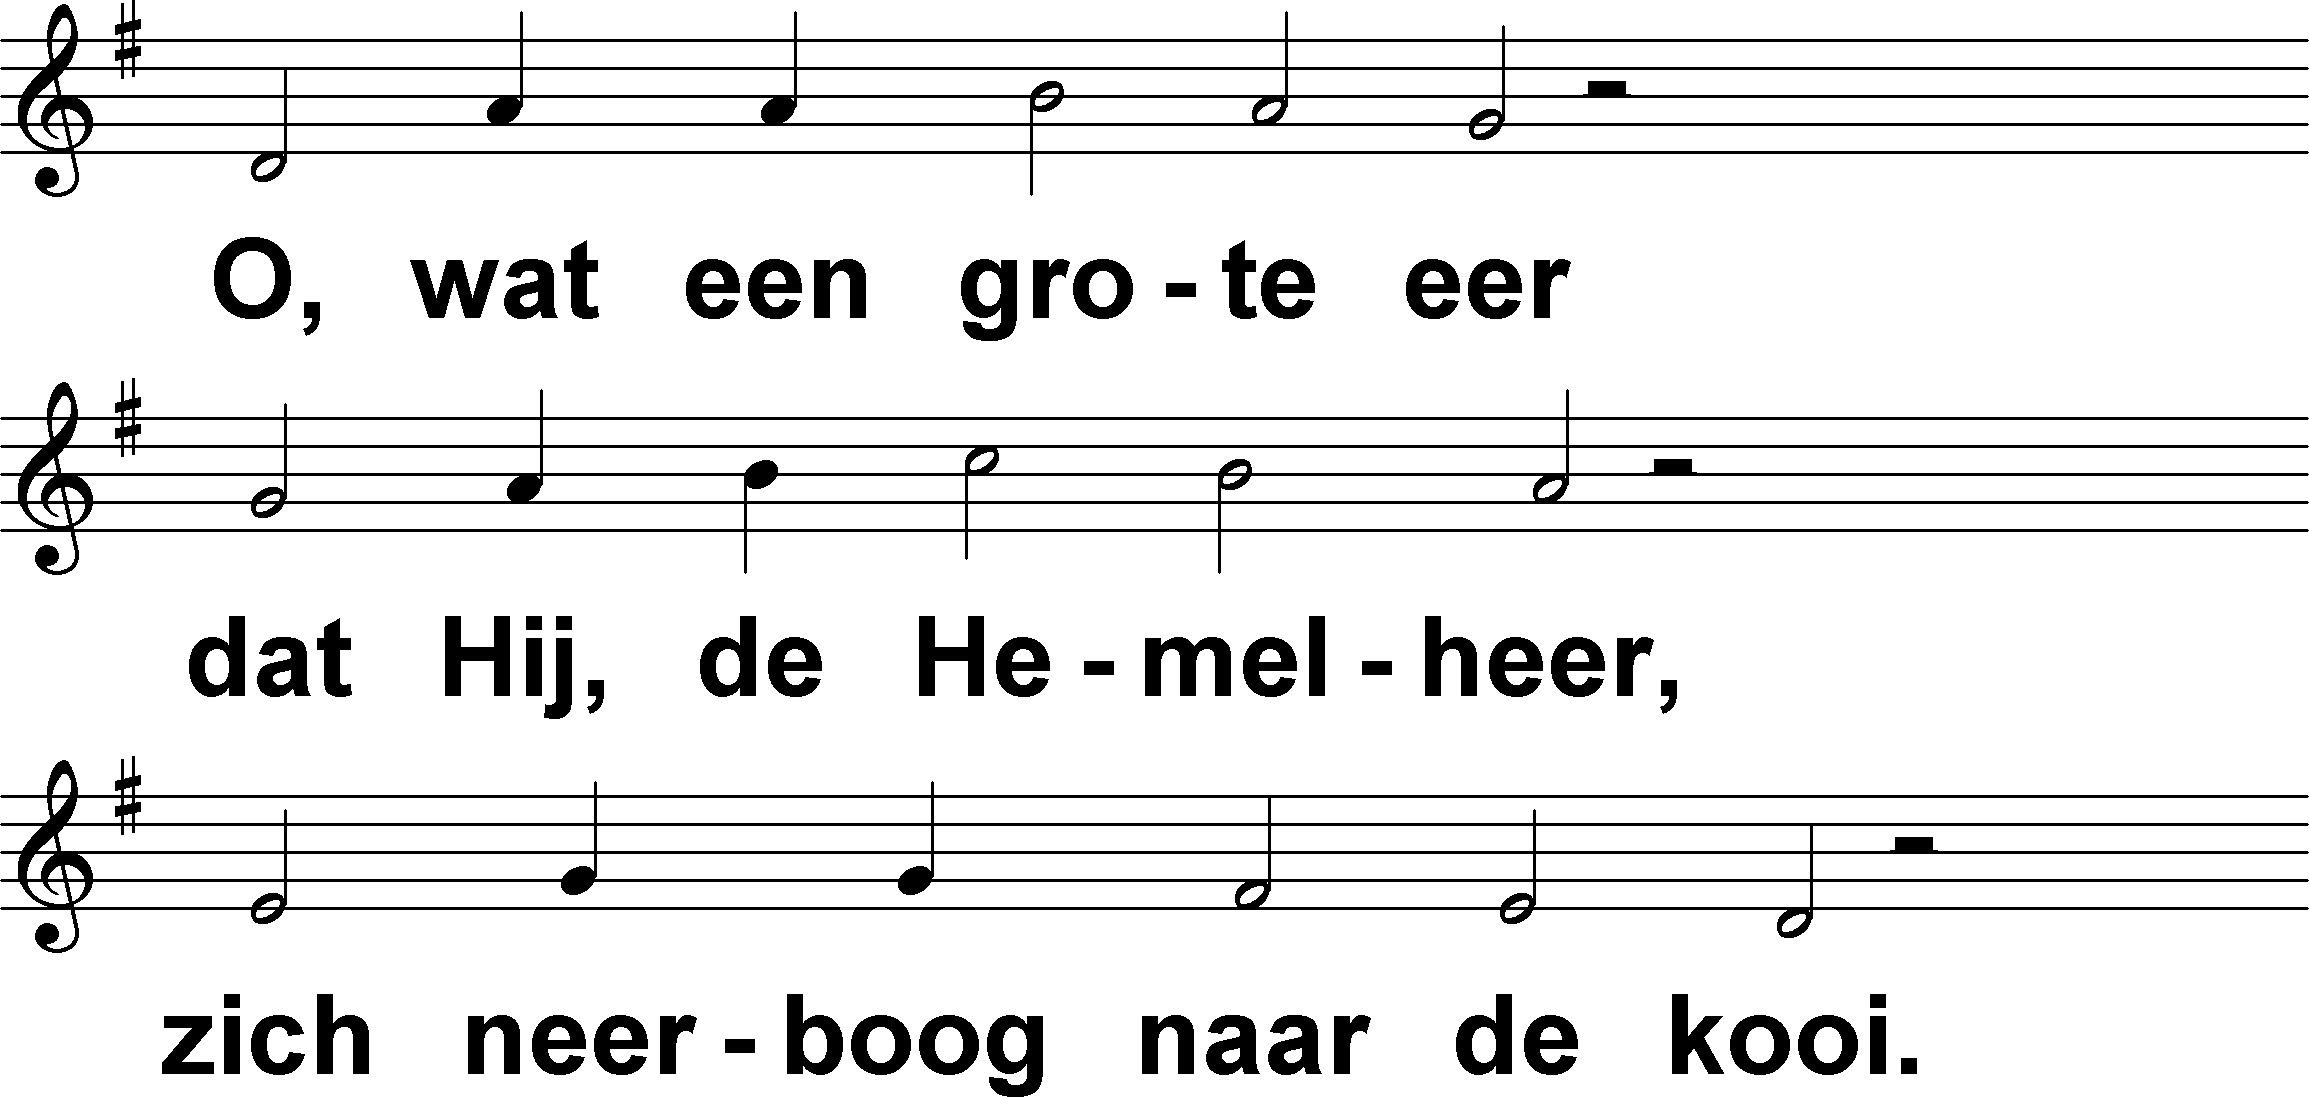 O, wat een gro - te eer
dat Hij, de He - mel - heer,
zich neer - boog naar de kooi.